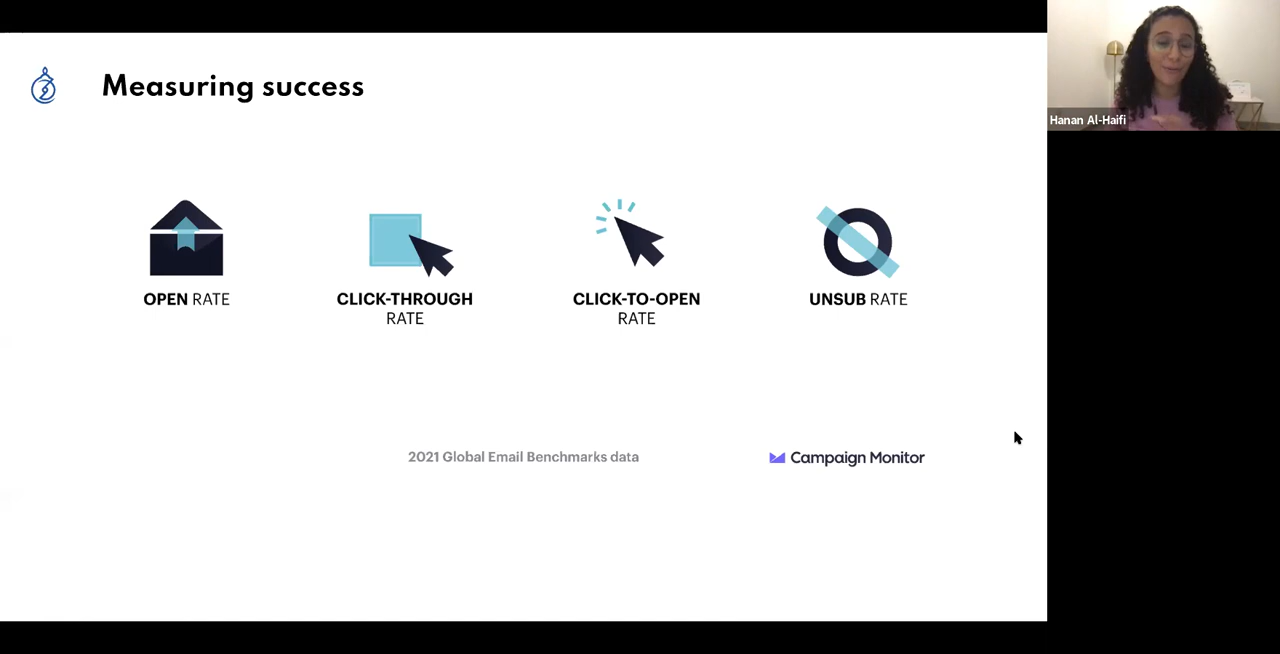 Measuring success
Hanan Al-Haifi
OPEN RATE
CLICK-THROUGH
RATE
CLICK-TO-OPEN
RATE
UNSUB RATE
2021 Global Email Benchmarks data
Campaign Monitor